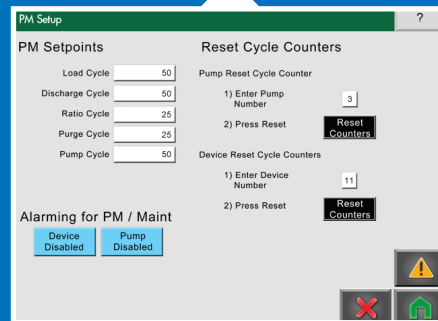 PM Setup
?
PM Setpoints
Load Cycle 50
Discharge Cycle 50
Ratio Cycle 25
Purge Cycle 25
Pump Cycle 50
Alarming for PM / Maint
Device
Disabled
Pump
Disabled
Reset Cycle Counters
Pump Reset Cycle Counter
1) Enter Pump
Number
3
2) Press Reset
Reset
Counters
Device Reset Cycle Counters
1) Enter Device
Number
11
2) Press Reset
Reset
Counters